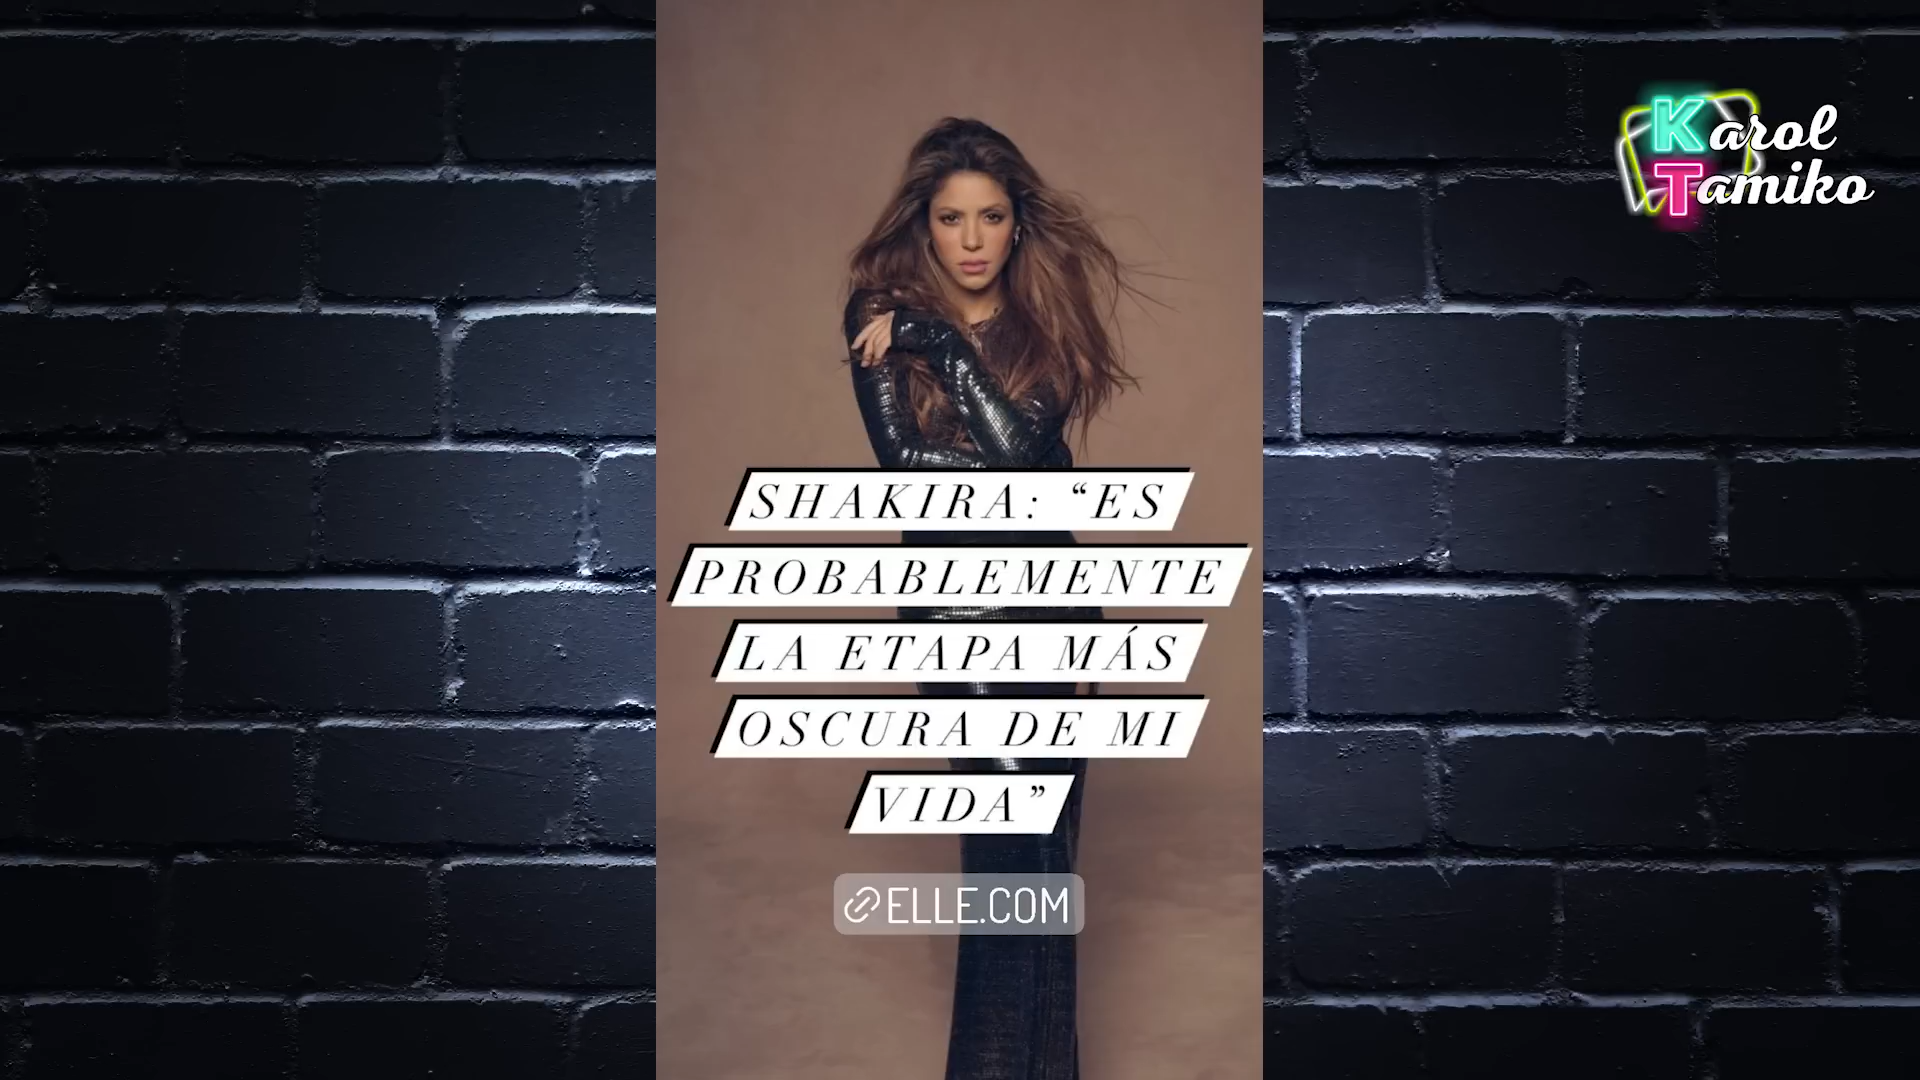 Karol
Tamiko
SHAKIRA: “ES
PROBABLEMENTE
LA ETAPA MÁS
OSCURA DE MI
VIDA”
ELLE.COM